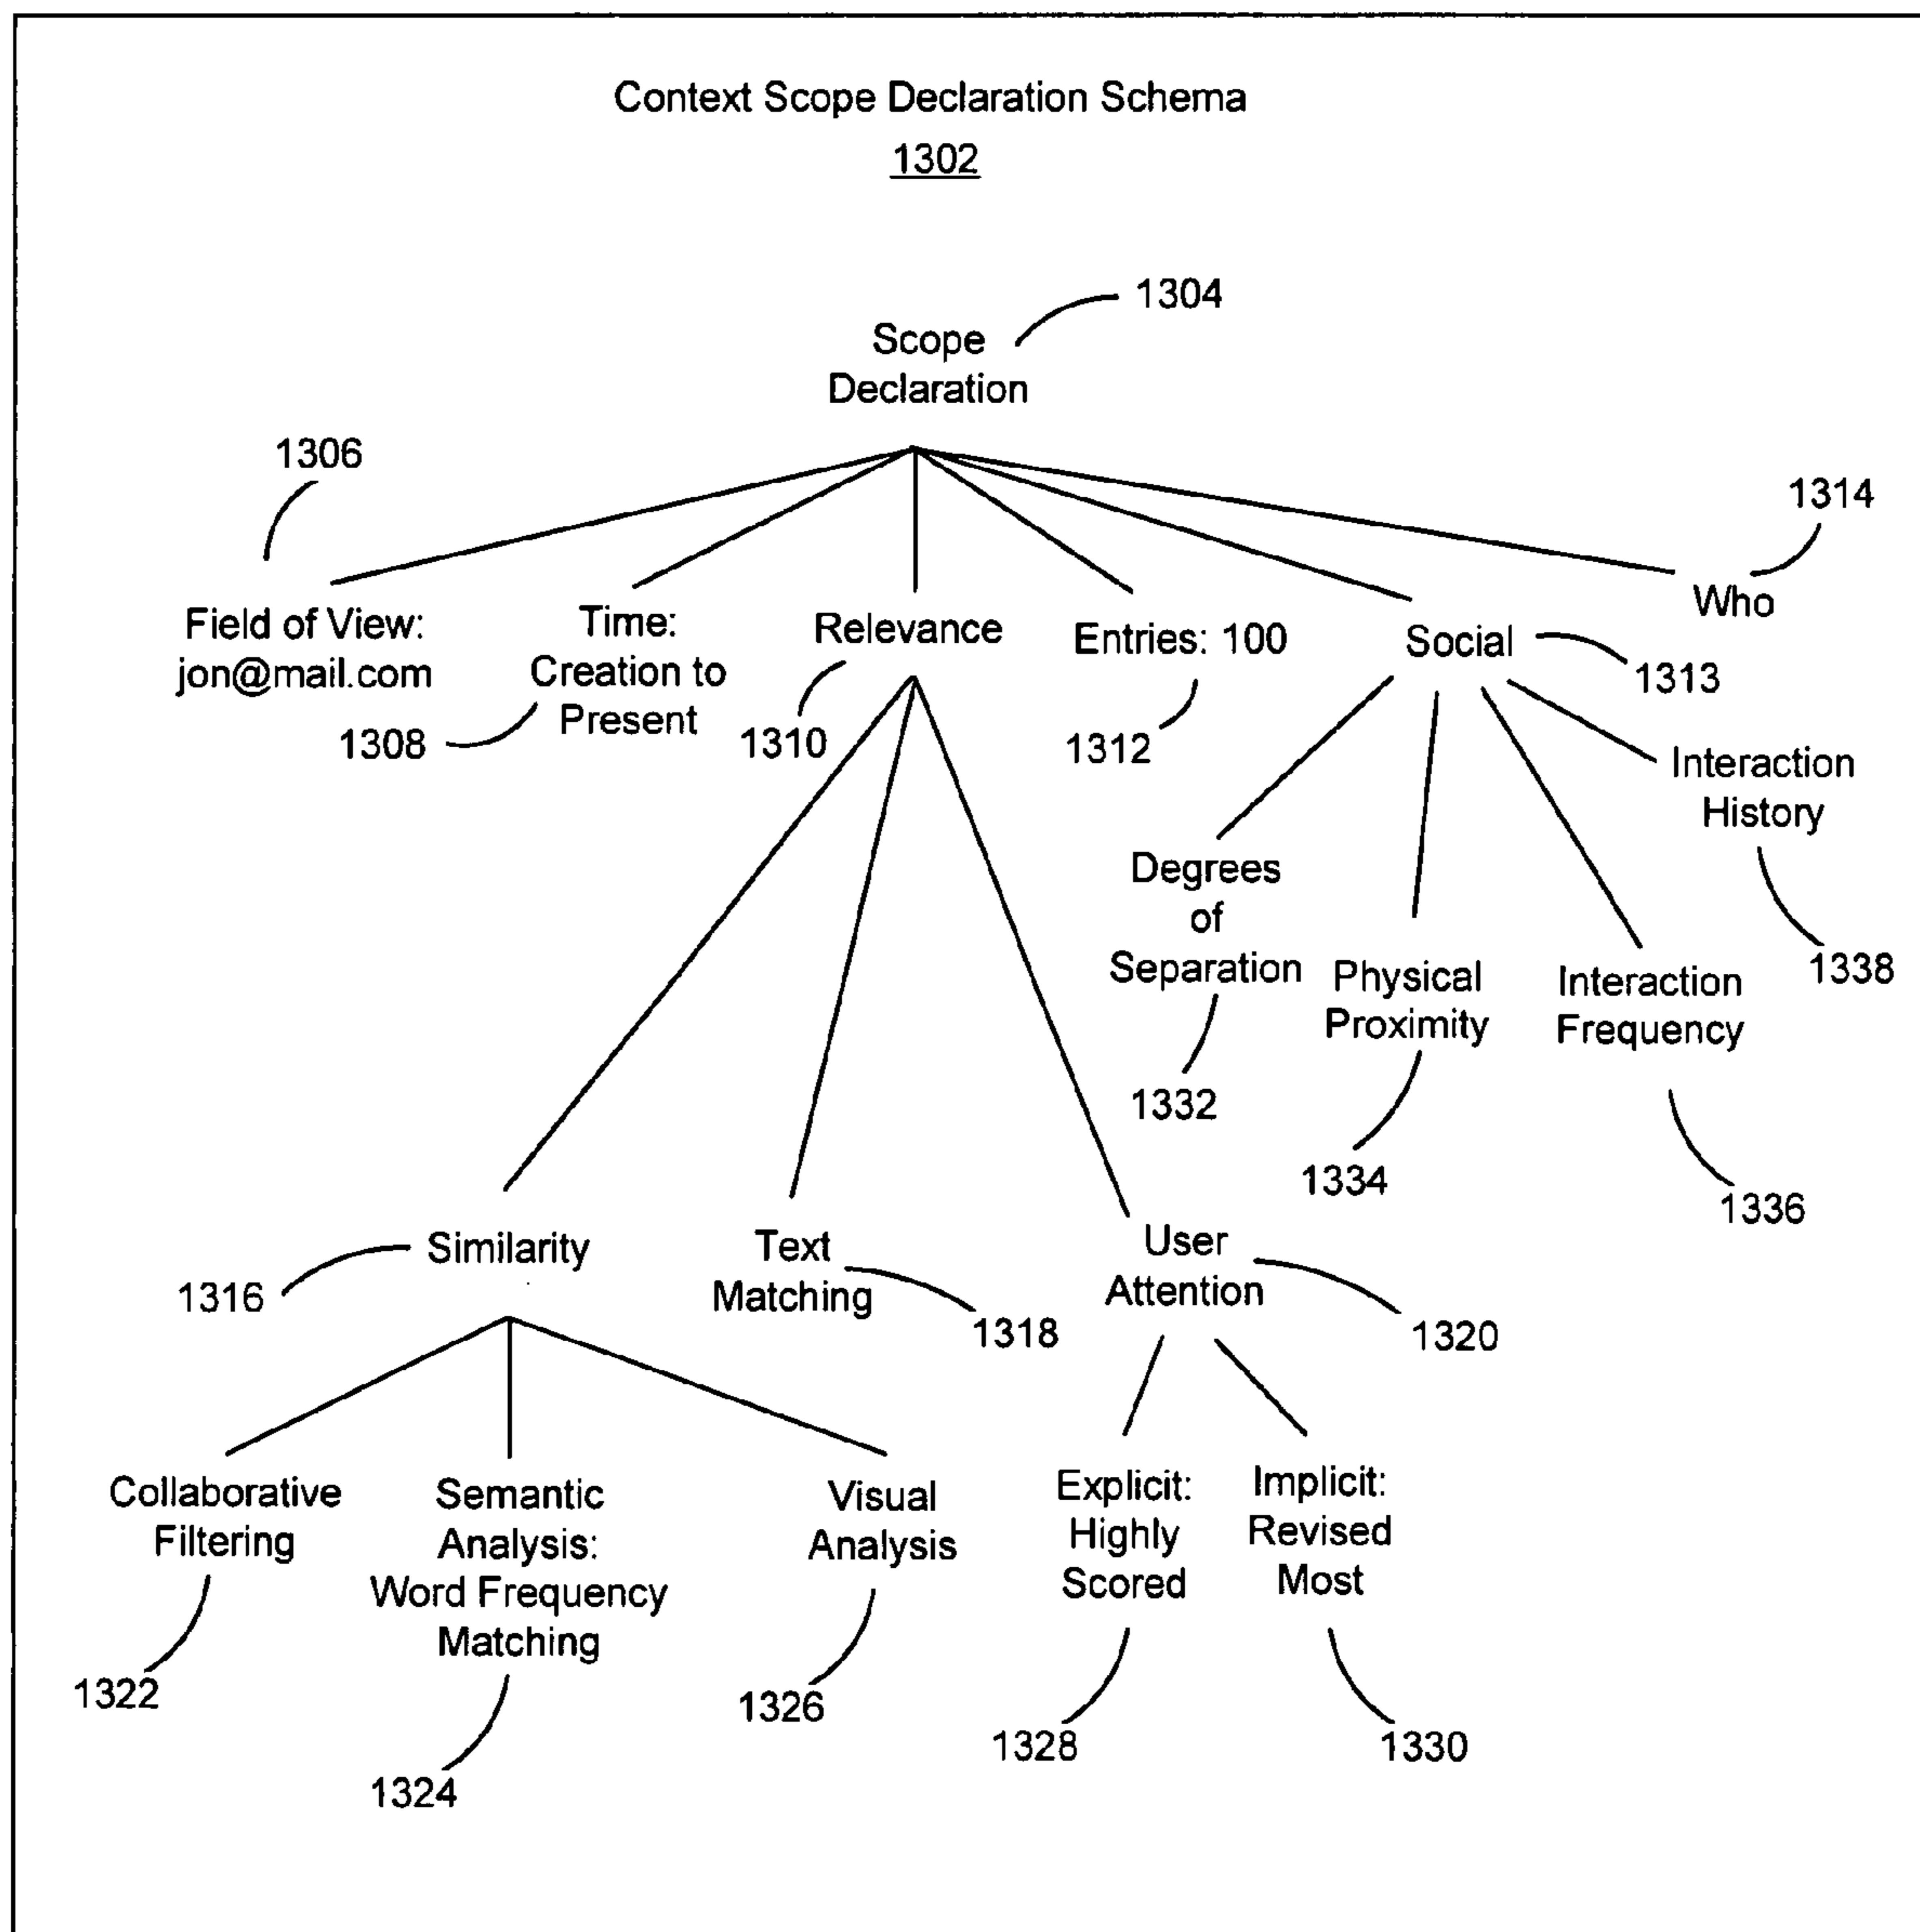 Context Scope Declaration Schema
1302
1304
Scope
Declaration
1306
1314
Field of View:
jon@mail.com
Time:
Creation to
Present
1308
Relevance
1310
Entries: 100
1312
Social
1313
Who
Interaction
History
1338
Degrees
of
Separation
1332
Physical
Proximity
1334
Interaction
Frequency
1336
Similarity
1316
Text
Matching
1318
User
Attention
1320
Collaborative
Filtering
1322
Semantic
Analysis:
Word Frequency
Matching
1324
Visual
Analysis
1326
Explicit:
Highly
Scored
1328
Implicit:
Revised
Most
1330